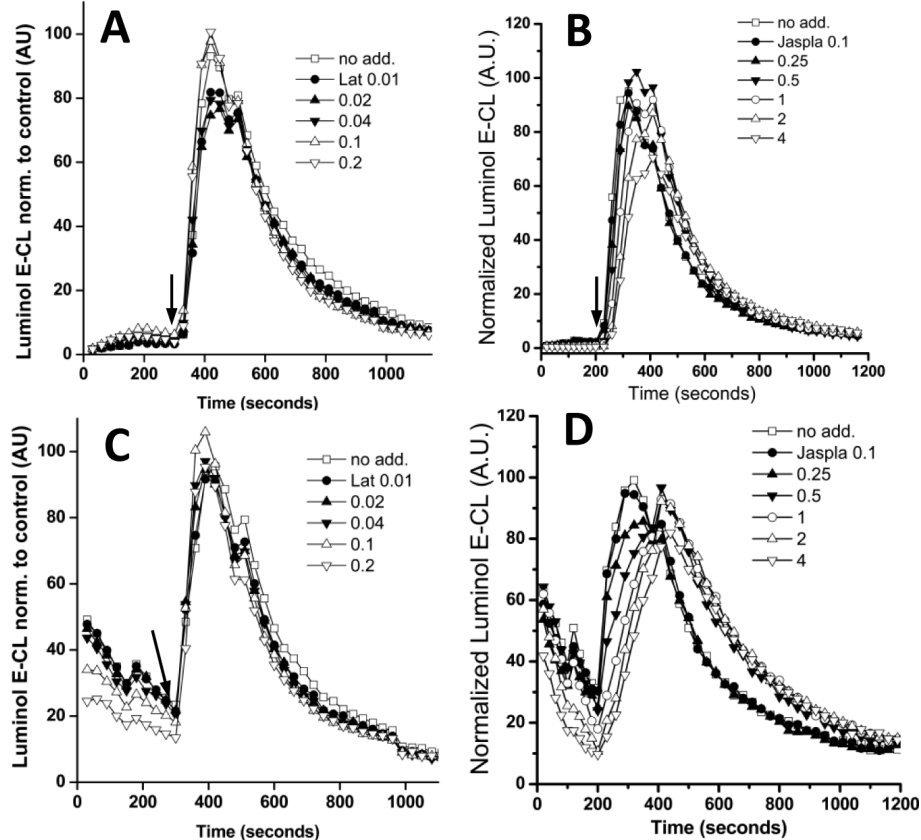 A
Luminol E-CL norm. to control (AU)
100
80
60
40
20
0
no add.
Lat 0.01
0.02
0.04
0.1
0.2
0 200 400 600 800 1000
Time (seconds)
B
Normalized Luminol E-CL (A.U.)
120
100
80
60
40
20
0
no add.
Jaspla 0.1
0.25
0.5
1
2
4
0 200 400 600 800 1000 1200
Time (seconds)
C
Luminol E-CL norm. to control (AU)
100
80
60
40
20
0
no add.
Lat 0.01
0.02
0.04
0.1
0.2
0 200 400 600 800 1000
Time (seconds)
D
Normalized Luminol E-CL (A.U.)
120
100
80
60
40
20
0
no add.
Jaspla 0.1
0.25
0.5
1
2
4
0 200 400 600 800 1000 1200
Time (seconds)